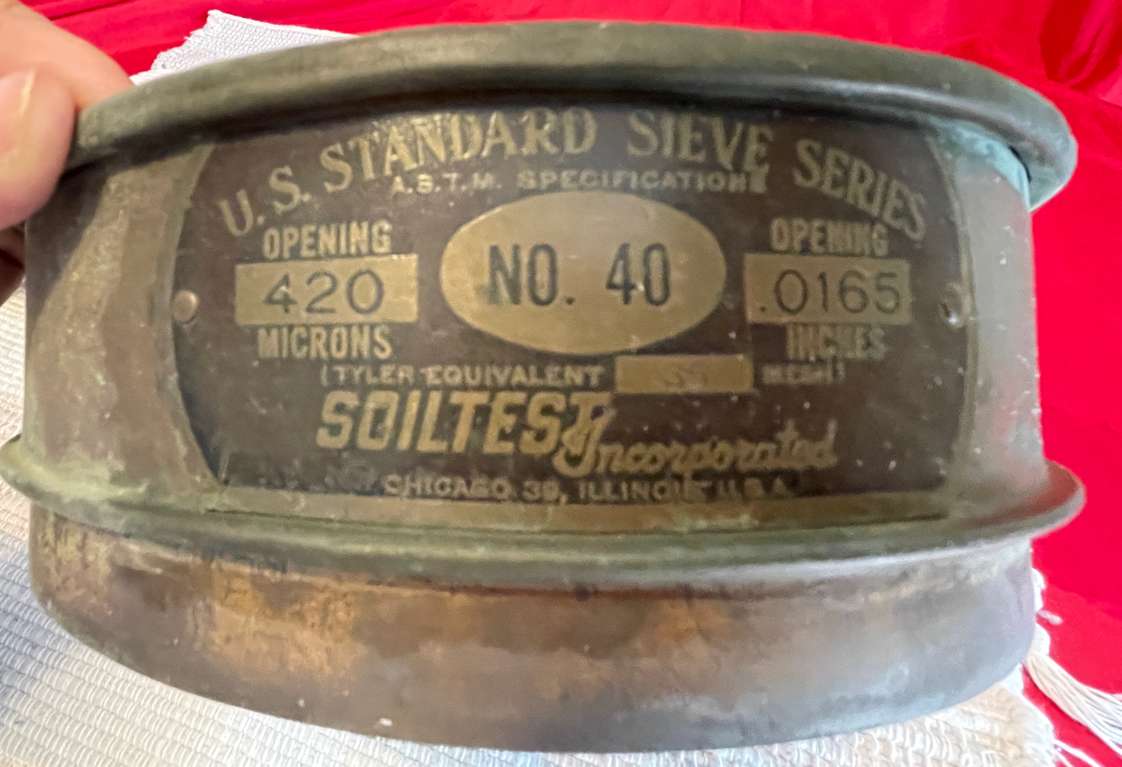 U.S. STANDARD SIEVE SERIES
A.S.T.M. SPECIFICATIONS
OPENING
420
MICRONS
NO. 40
OPENING
.0165
INCHES
(TYLER EQUIVALENT MESH)
SOILTEST Incorporated
CHICAGO 39, ILLINOIS U.S.A.